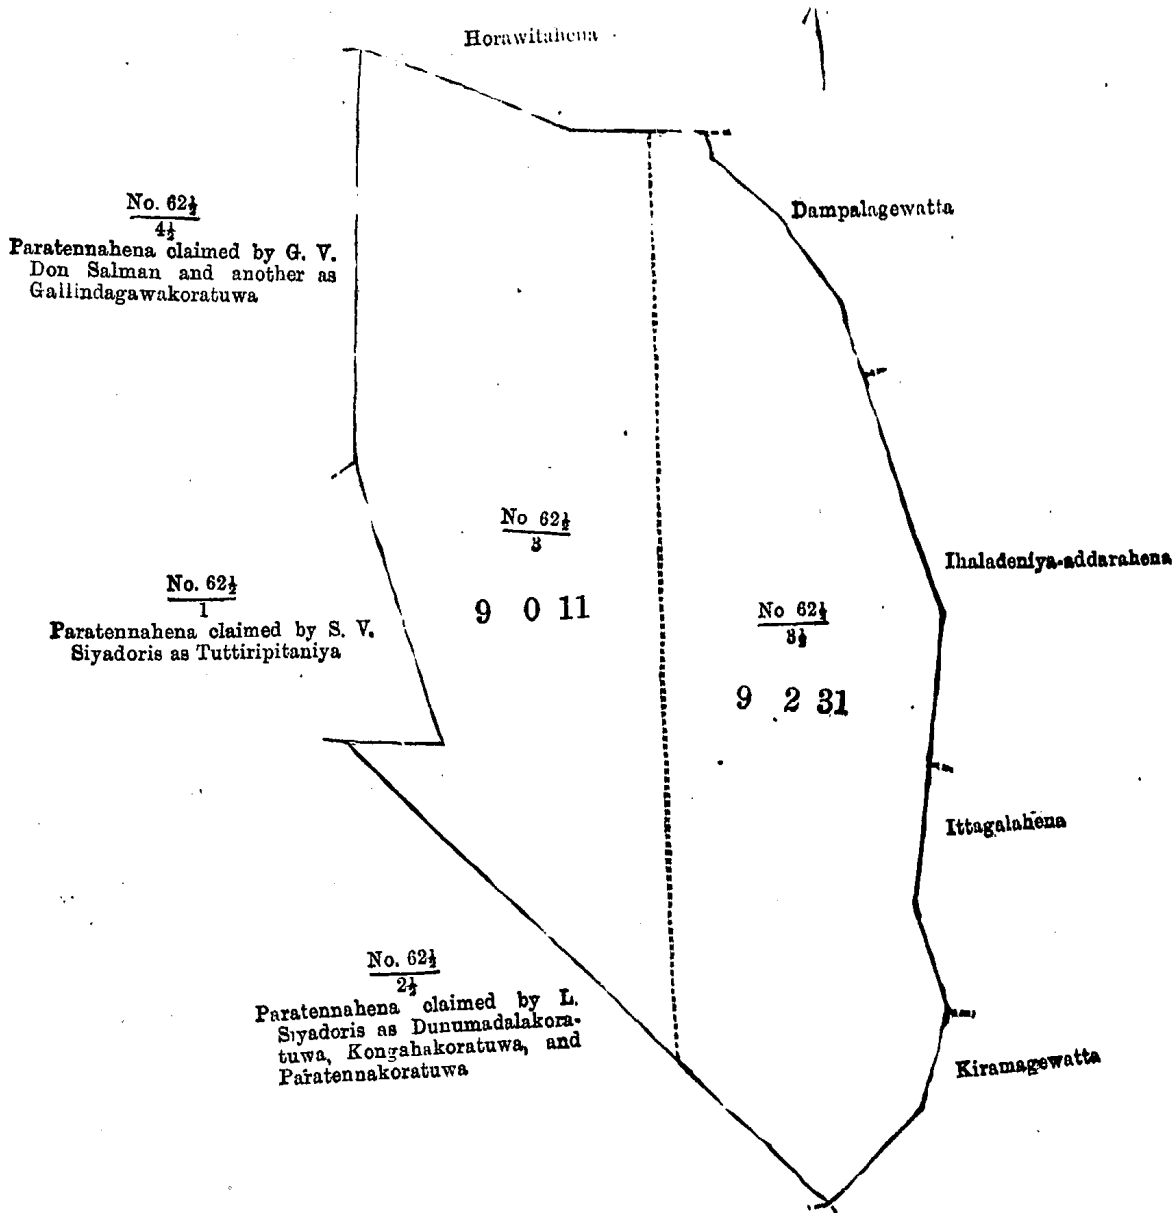 Horawitahena
Dampalagewatta
No. 62½
4½
Paratennahena claimed by G. V.
Don Salman and another as
Gallindagawakoratuwa
No 62½
3
9 0 11
Ihaladeniya-addarahena
No. 62½
1
Paratennahena claimed by S. V.
Siyadoris as Tuttiripitaniya
No 62½
3½
9 2 31
Ittagalahena
No. 62½
2½
Paratennahena claimed by L.
Siyadoris as Dunumadalakora-
tuwa, Kongahakoratuwa, and
Paratennakoratuwa
Kiramagewatta